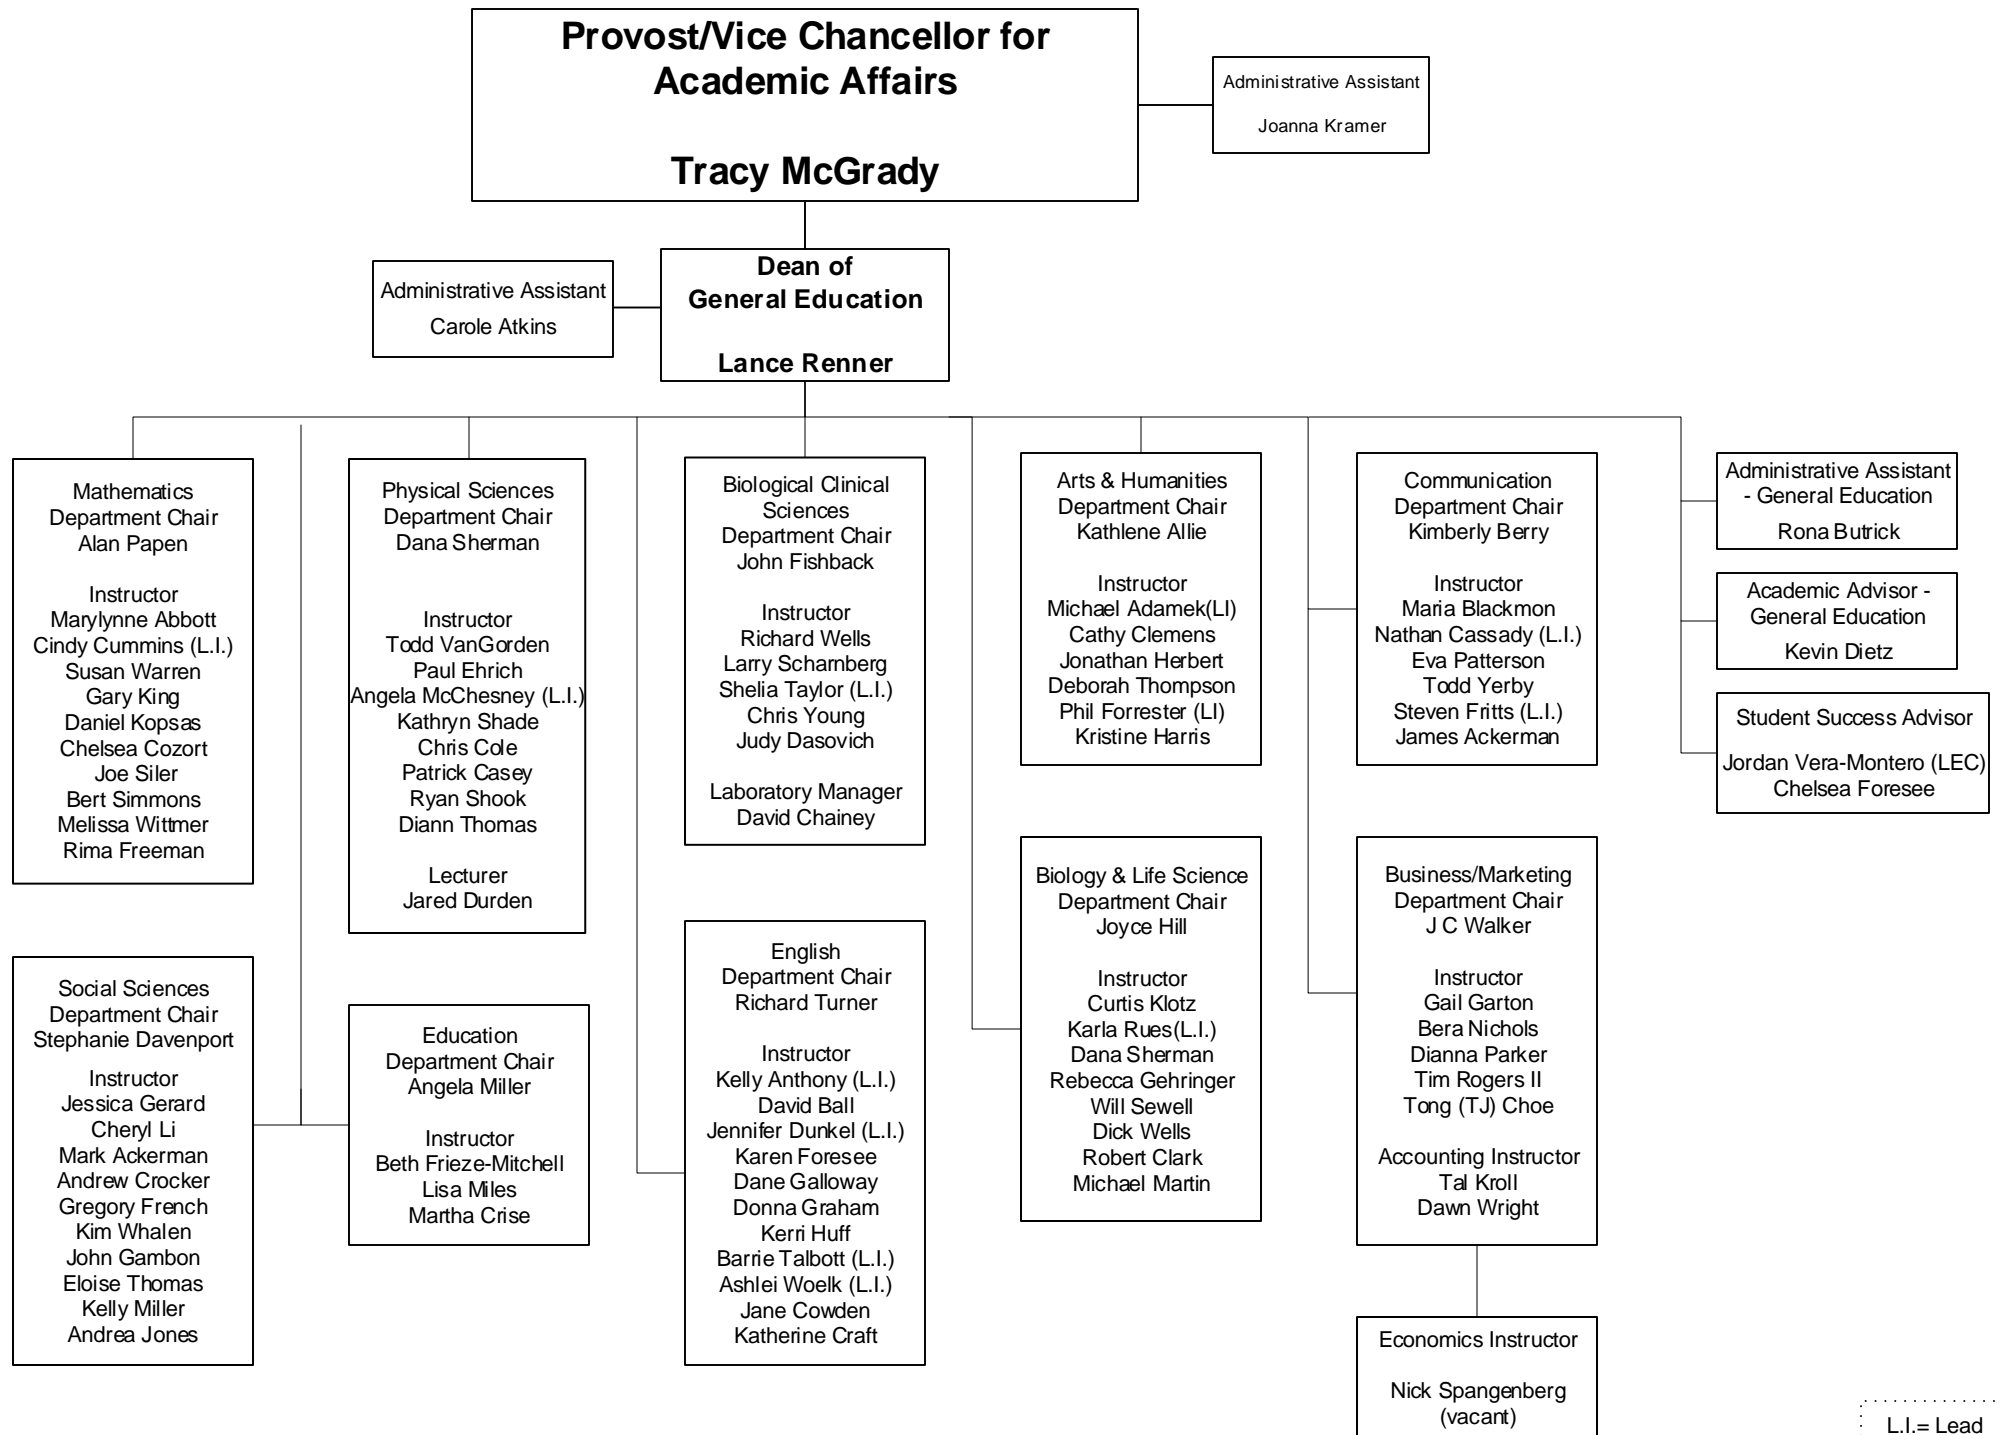 Provost/Vice Chancellor for
Academic Affairs
Tracy McGrady
Administrative Assistant
Joanna Kramer
Administrative Assistant
Carole Atkins
Dean of
General Education
Lance Renner
Mathematics
Department Chair
Alan Papen
Instructor
Marylynne Abbott
Cindy Cummins (L.I.)
Susan Warren
Gary King
Daniel Kopsas
Chelsea Cozort
Joe Siler
Bert Simmons
Melissa Wittmer
Rima Freeman
Physical Sciences
Department Chair
Dana Sherman
Instructor
Todd VanGorden
Paul Ehrich
Angela McChesney (L.I.)
Kathryn Shade
Chris Cole
Patrick Casey
Ryan Shook
Diann Thomas
Lecturer
Jared Durden
Biological Clinical
Sciences
Department Chair
John Fishback
Instructor
Richard Wells
Larry Scharnberg
Shelia Taylor (L.I.)
Chris Young
Judy Dasovich
Laboratory Manager
David Chainey
Arts & Humanities
Department Chair
Kathlene Allie
Instructor
Michael Adamek(LI)
Cathy Clemens
Jonathan Herbert
Deborah Thompson
Phil Forrester (LI)
Kristine Harris
Communication
Department Chair
Kimberly Berry
Instructor
Maria Blackmon
Nathan Cassady (L.I.)
Eva Patterson
Todd Yerby
Steven Fritts (L.I.)
James Ackerman
Administrative Assistant
- General Education
Rona Butrick
Academic Advisor -
General Education
Kevin Dietz
Student Success Advisor
Jordan Vera-Montero (LEC)
Chelsea Foresee
Social Sciences
Department Chair
Stephanie Davenport
Instructor
Jessica Gerard
Cheryl Li
Mark Ackerman
Andrew Crocker
Gregory French
Kim Whalen
John Gambon
Eloise Thomas
Kelly Miller
Andrea Jones
Education
Department Chair
Angela Miller
Instructor
Beth Frieze-Mitchell
Lisa Miles
Martha Crise
English
Department Chair
Richard Turner
Instructor
Kelly Anthony (L.I.)
David Ball
Jennifer Dunkel (L.I.)
Karen Foresee
Dane Galloway
Donna Graham
Kerri Huff
Barrie Talbott (L.I.)
Ashlei Woelk (L.I.)
Jane Cowden
Katherine Craft
Biology & Life Science
Department Chair
Joyce Hill
Instructor
Curtis Klotz
Karla Rues(L.I.)
Dana Sherman
Rebecca Gehringer
Will Sewell
Dick Wells
Robert Clark
Michael Martin
Business/Marketing
Department Chair
J C Walker
Instructor
Gail Garton
Bera Nichols
Dianna Parker
Tim Rogers II
Tong (TJ) Choe
Accounting Instructor
Tal Kroll
Dawn Wright
Economics Instructor
Nick Spangenberg
(vacant)
L.I.= Lead